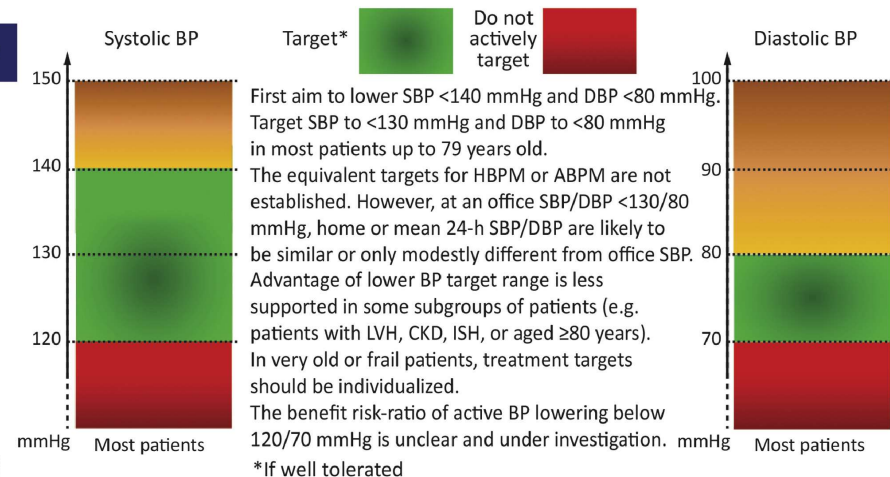 Systolic BP
Target*
Do not
actively
target
Diastolic BP
150
140
130
120
mmHg
Most patients
First aim to lower SBP <140 mmHg and DBP <80 mmHg.
Target SBP to <130 mmHg and DBP to <80 mmHg
in most patients up to 79 years old.
The equivalent targets for HBPM or ABPM are not
established. However, at an office SBP/DBP <130/80
mmHg, home or mean 24-h SBP/DBP are likely to
be similar or only modestly different from office SBP.
Advantage of lower BP target range is less
supported in some subgroups of patients (e.g.
patients with LVH, CKD, ISH, or aged ≥80 years).
In very old or frail patients, treatment targets
should be individualized.
The benefit risk-ratio of active BP lowering below
120/70 mmHg is unclear and under investigation.
*If well tolerated
100
90
80
70
mmHg
Most patients